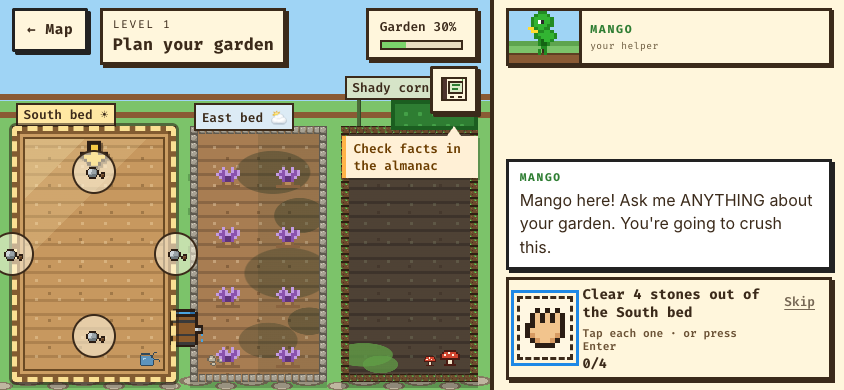 ← Map
LEVEL 1
Plan your garden
Garden 30%
Shady corn
South bed ☀
East bed ⛅
Check facts in
the almanac
MANGO
your helper
MANGO
Mango here! Ask me ANYTHING about
your garden. You're going to crush
this.
Clear 4 stones out of
the South bed
Skip
Tap each one · or press
Enter
0/4